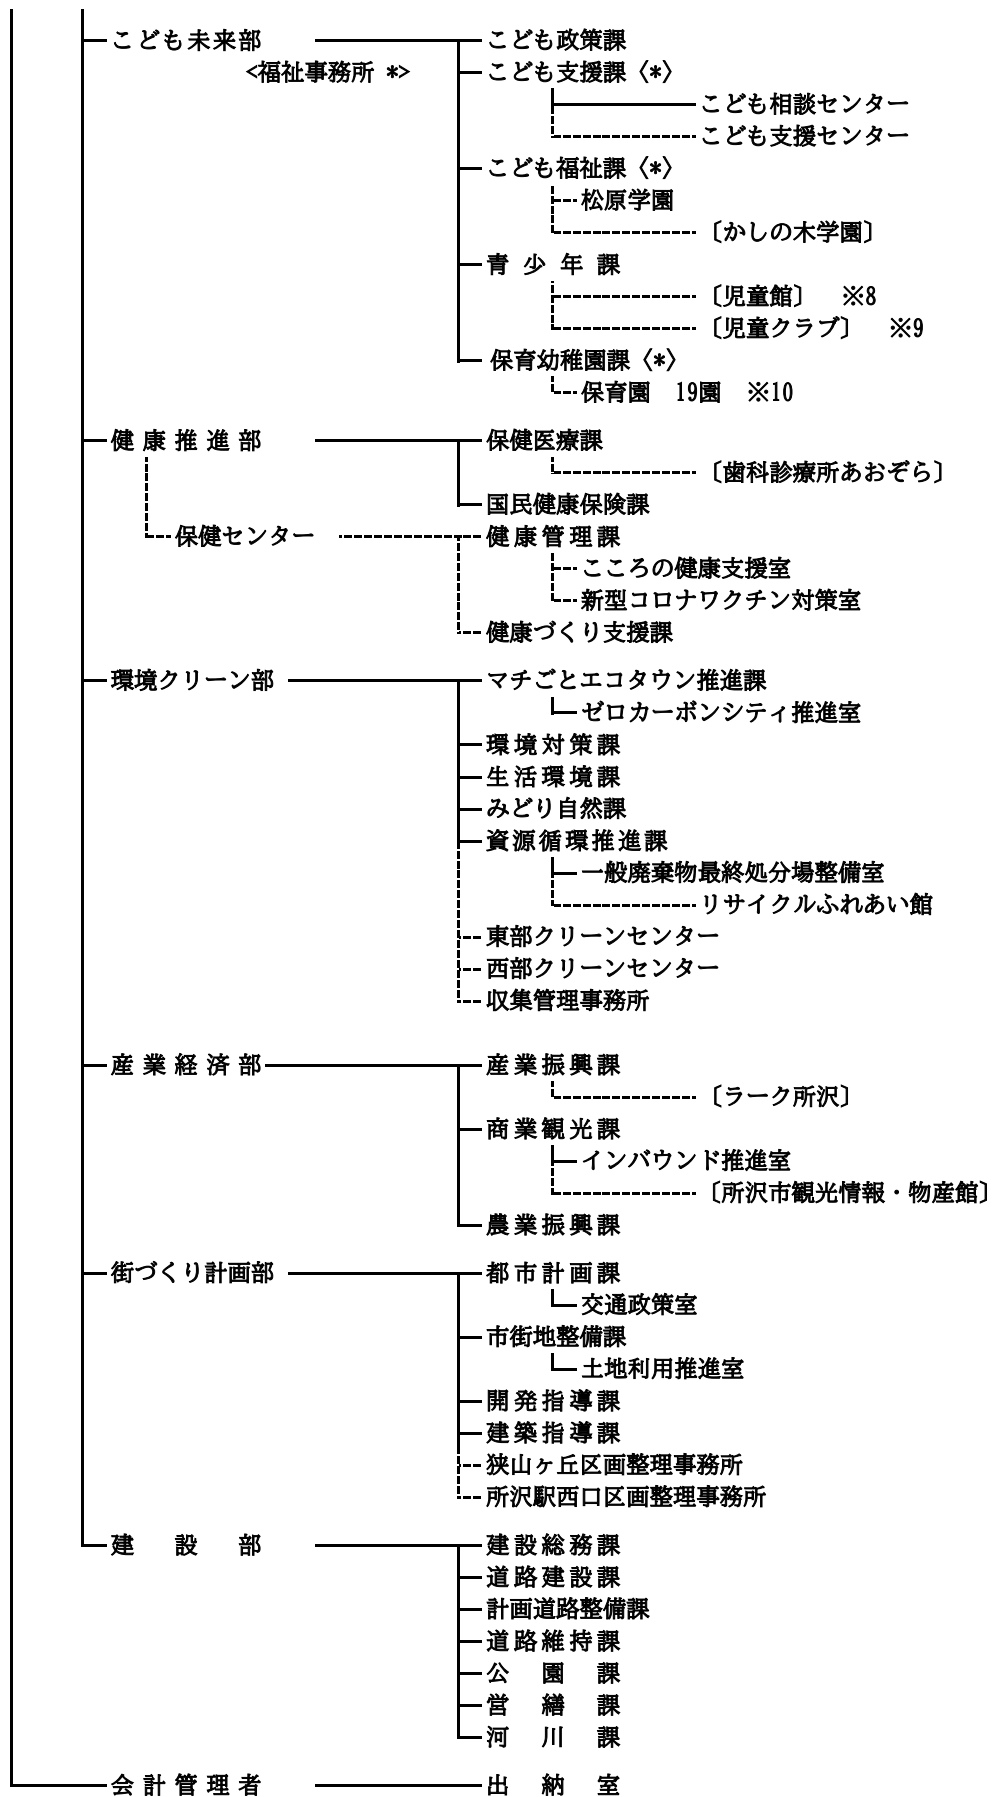 こども未来部 こども政策課
<福祉事務所 *> こども支援課〈*〉
こども相談センター
こども支援センター
こども福祉課〈*〉
松原学園
〔かしの木学園〕
青少年課
〔児童館〕 ※8
〔児童クラブ〕 ※9
保育幼稚園課〈*〉
保育園 19園 ※10
健康推進部 保健医療課
〔歯科診療所あおぞら〕
国民健康保険課
保健センター 健康管理課
こころの健康支援室
新型コロナワクチン対策室
健康づくり支援課
環境クリーン部 マチごとエコタウン推進課
ゼロカーボンシティ推進室
環境対策課
生活環境課
みどり自然課
資源循環推進課
一般廃棄物最終処分場整備室
リサイクルふれあい館
東部クリーンセンター
西部クリーンセンター
収集管理事務所
産業経済部 産業振興課
〔ラーク所沢〕
商業観光課
インバウンド推進室
〔所沢市観光情報・物産館〕
農業振興課
街づくり計画部 都市計画課
交通政策室
市街地整備課
土地利用推進室
開発指導課
建築指導課
狭山ヶ丘区画整理事務所
所沢駅西口区画整理事務所
建設部 建設総務課
道路建設課
計画道路整備課
道路維持課
公園課
営繕課
河川課
会計管理者 出納室